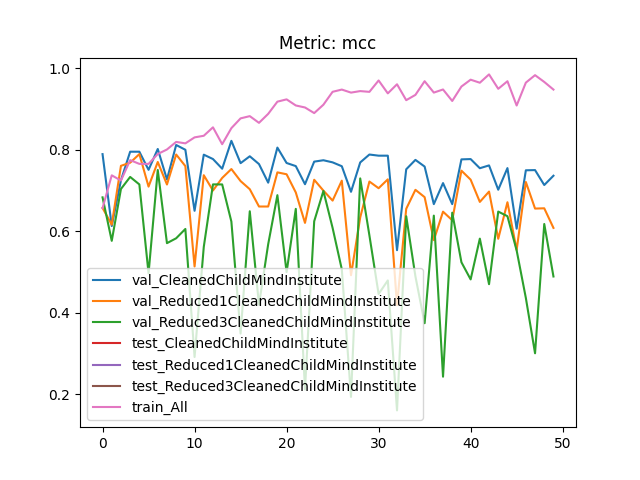 Metric: mcc
1.0
0.8
0.6
0.4
0.2
val_CleanedChildMindInstitute
val_Reduced1CleanedChildMindInstitute
val_Reduced3CleanedChildMindInstitute
test_CleanedChildMindInstitute
test_Reduced1CleanedChildMindInstitute
test_Reduced3CleanedChildMindInstitute
train_All
0 10 20 30 40 50